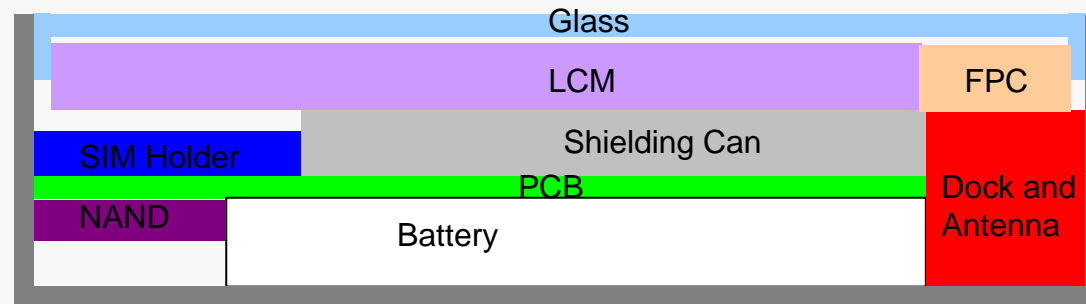 Glass
LCM
FPC
Shielding Can
SIM Holder
PCB
Dock and
Antenna
NAND
Battery